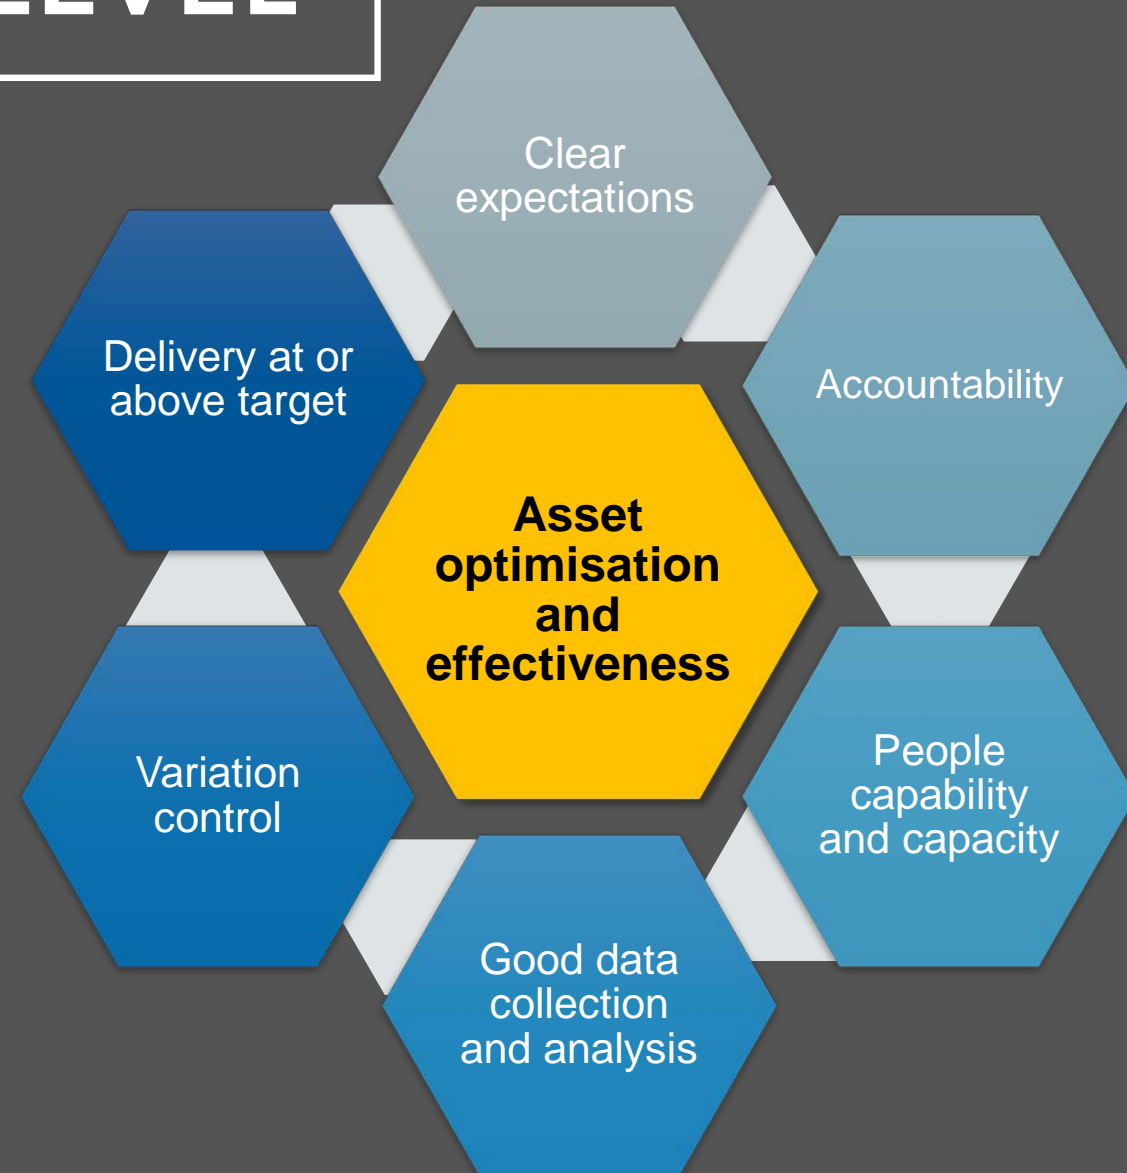 Clear
expectations
Delivery at or
above target
Accountability
Asset
optimisation
and
effectiveness
Variation
control
People
capability
and capacity
Good data
collection
and analysis